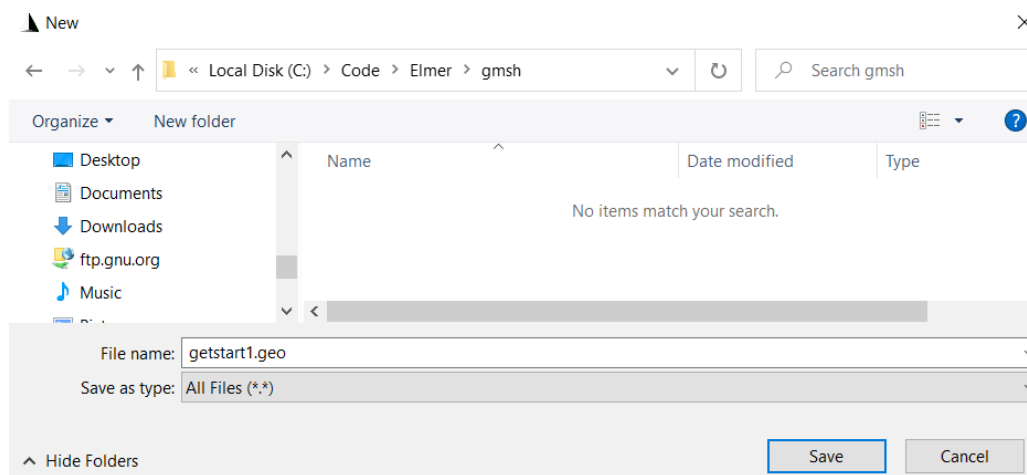 New
« Local Disk (C:) > Code > Elmer > gmsh
Search gmsh
Organize
New folder
?
Desktop
Documents
Downloads
ftp.gnu.org
Music
Name
Date modified
Type
No items match your search.
File name: getstart1.geo
Save as type: All Files (*.*)
Hide Folders
Save
Cancel